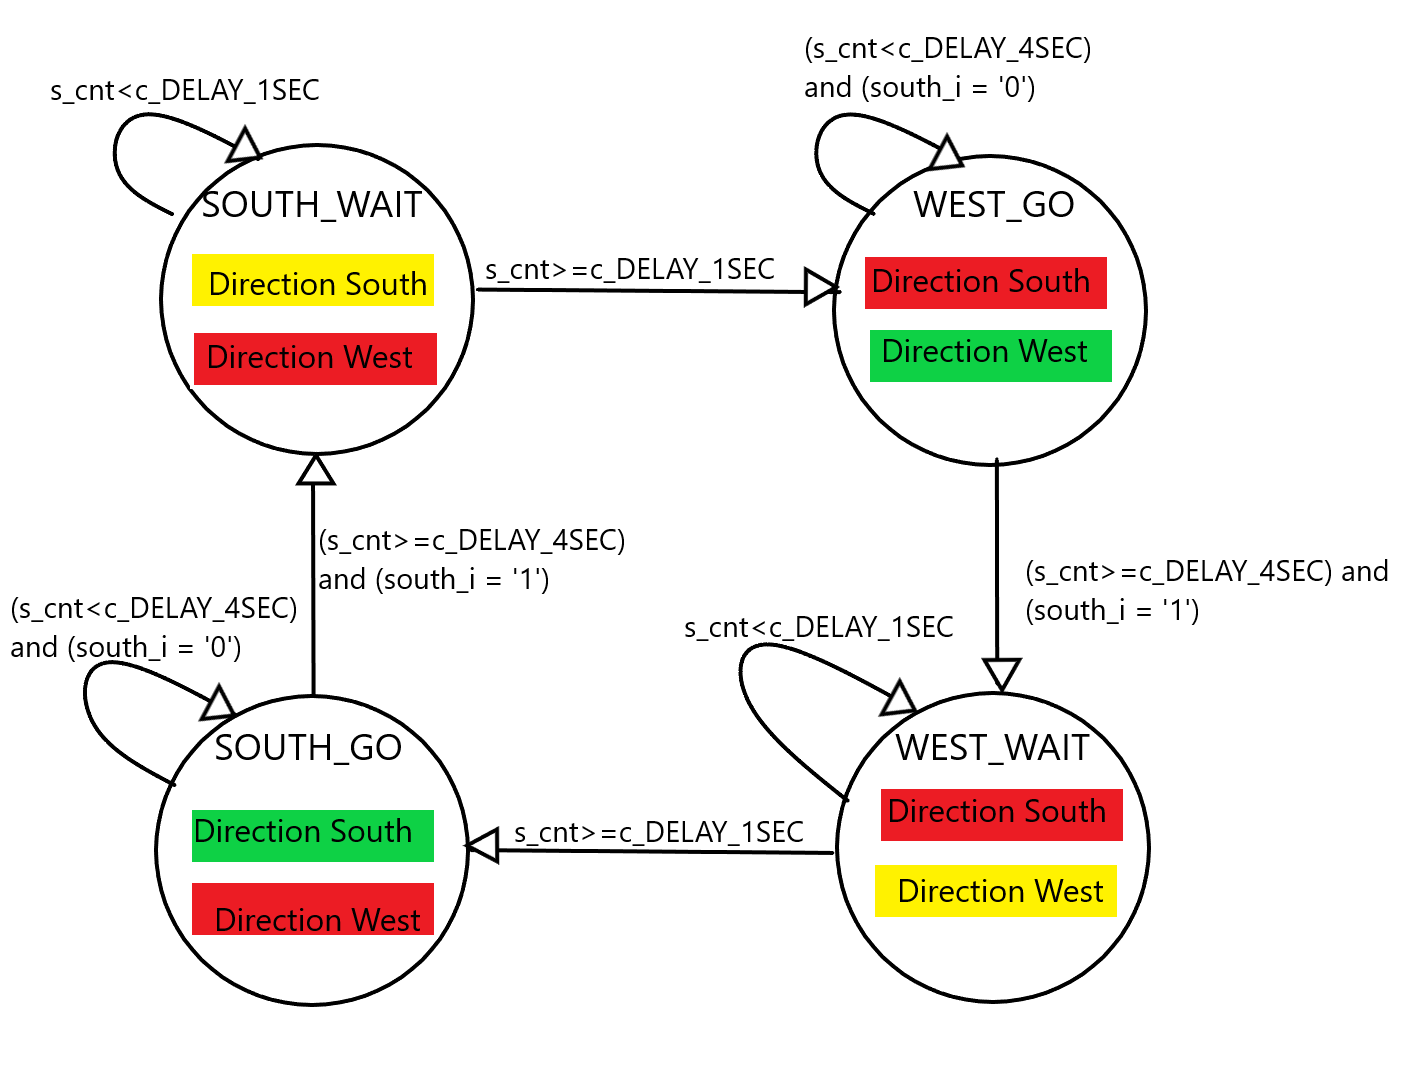 s_cnt<c_DELAY_1SEC
SOUTH_WAIT
Direction South
Direction West
s_cnt>=c_DELAY_1SEC
(s_cnt<c_DELAY_4SEC)
and (south_i = '0')
WEST_GO
Direction South
Direction West
(s_cnt>=c_DELAY_4SEC)
and (south_i = '1')
(s_cnt>=c_DELAY_4SEC) and
(south_i = '1')
(s_cnt<c_DELAY_4SEC)
and (south_i = '0')
SOUTH_GO
Direction South
Direction West
s_cnt>=c_DELAY_1SEC
s_cnt<c_DELAY_1SEC
WEST_WAIT
Direction South
Direction West